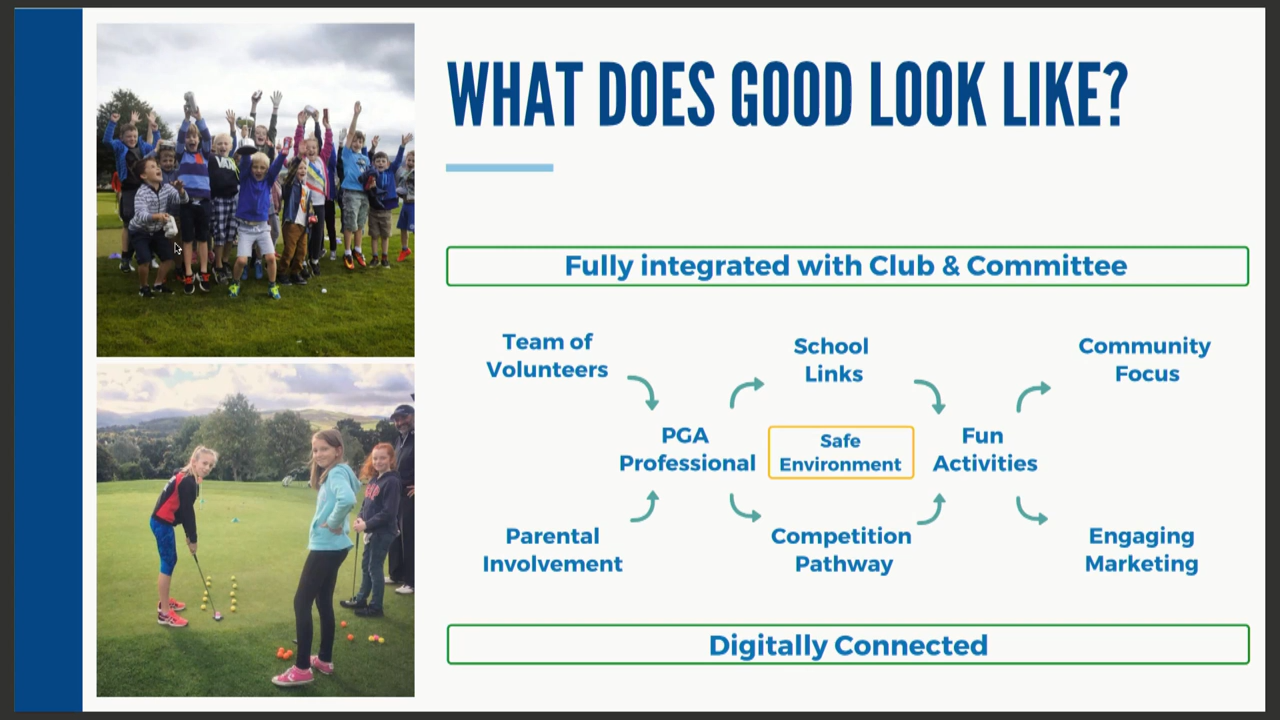 WHAT DOES GOOD LOOK LIKE?
Fully integrated with Club & Committee
Team of
Volunteers
School
Links
Community
Focus
PGA
Professional
Safe
Environment
Fun
Activities
Parental
Involvement
Competition
Pathway
Engaging
Marketing
Digitally Connected